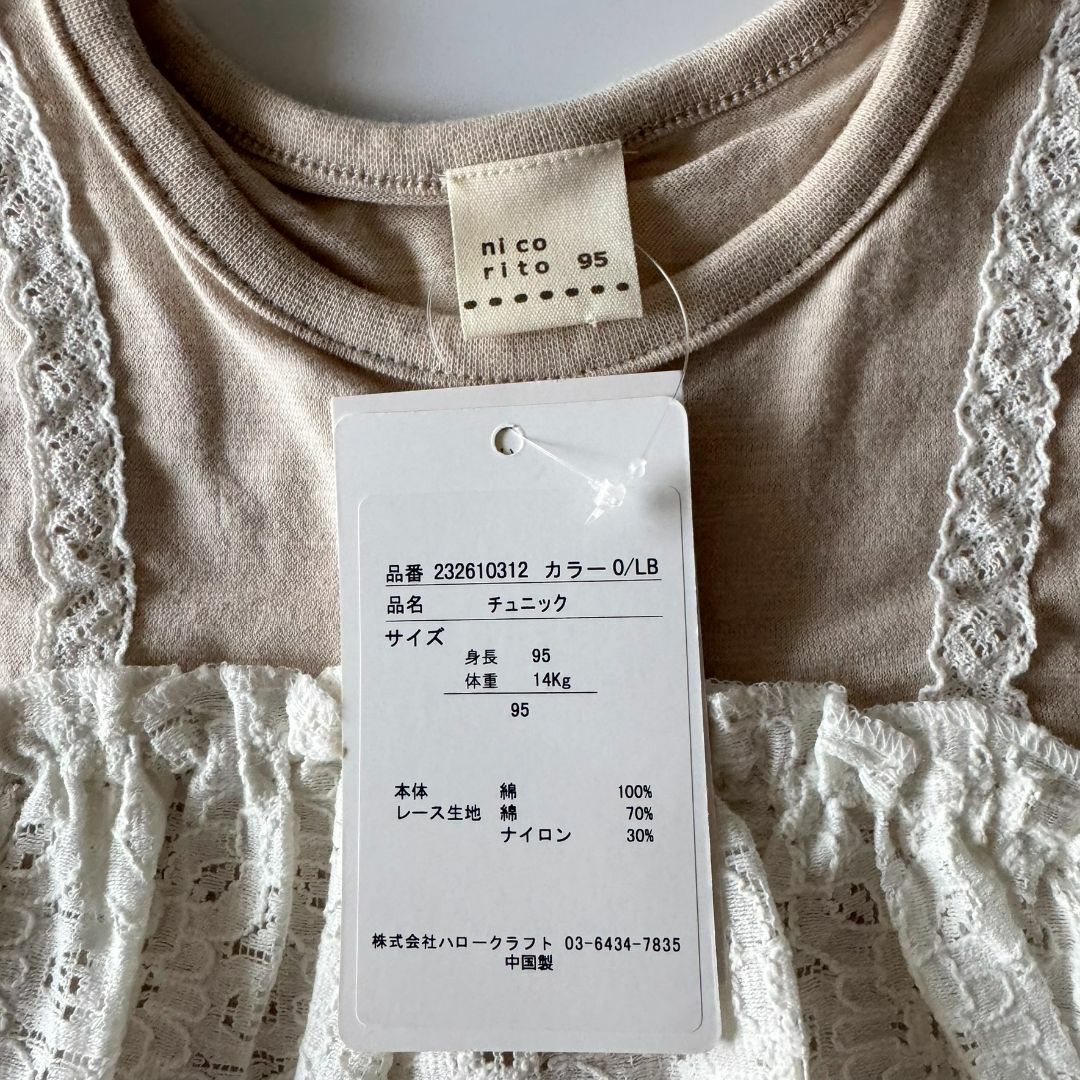 ni co
rito 95
品番 232610312 カラー 0/LB
品名 チュニック
サイズ
身長 95
体重 14Kg
95
本体 綿 100%
レース生地 綿 70%
ナイロン 30%
株式会社ハロークラフト 03-6434-7835
中国製